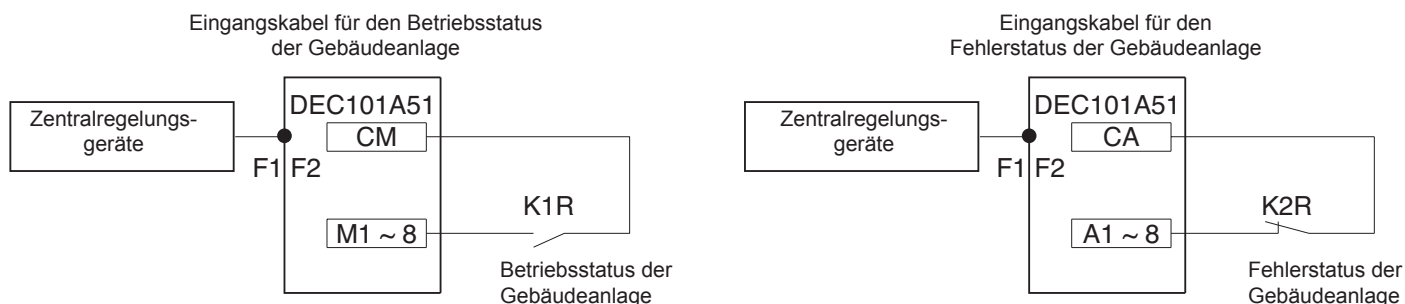 Eingangskabel für den Betriebsstatus
der Gebäudeanlage
DEC101A51
Zentralregelungs-
geräte
CM
F1 F2
K1R
M1 ~ 8
Betriebsstatus der
Gebäudeanlage
Eingangskabel für den
Fehlerstatus der Gebäudeanlage
DEC101A51
Zentralregelungs-
geräte
CA
F1 F2
K2R
A1 ~ 8
Fehlerstatus der
Gebäudeanlage